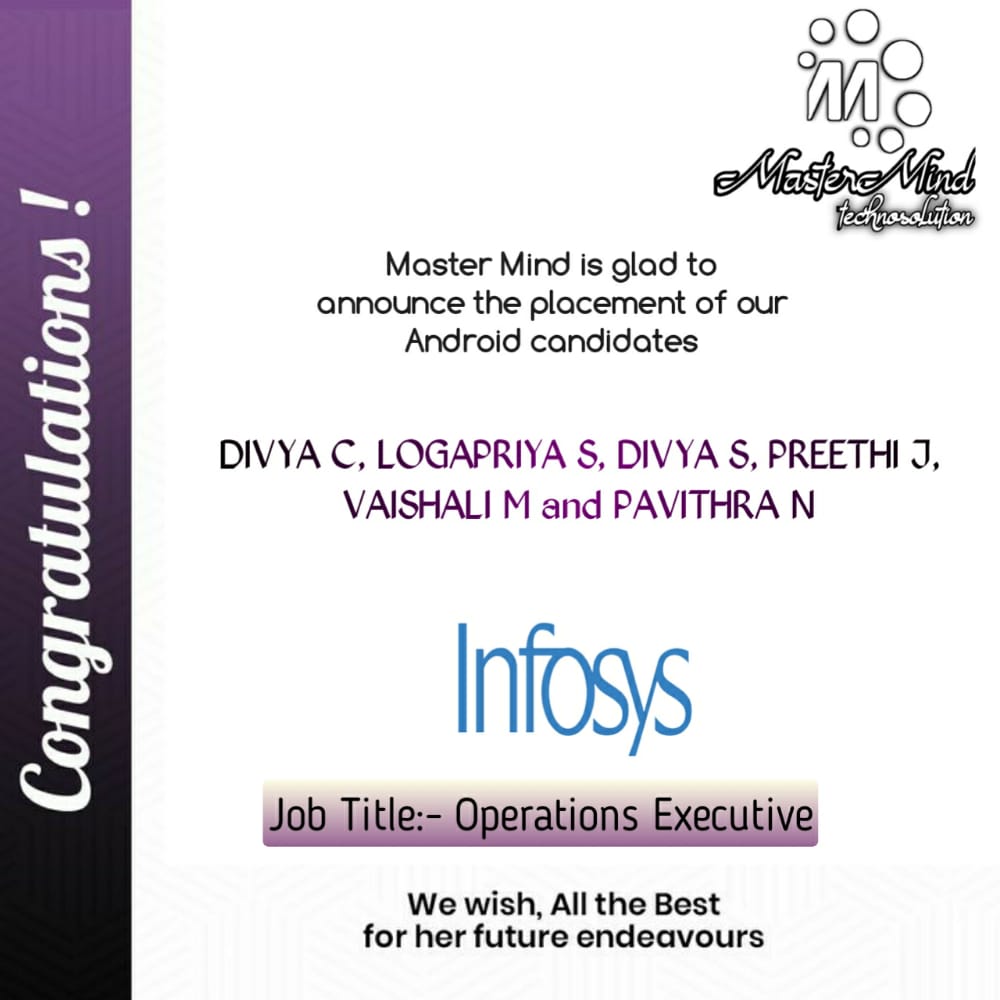 Congratulations !
M
MasterMind
technosolution
Master Mind is glad to
announce the placement of our
Android candidates
DIVYA C, LOGAPRIYA S, DIVYA S, PREETHI J,
VAISHALI M and PAVITHRA N
Infosys
Job Title:- Operations Executive
We wish, All the Best
for her future endeavours